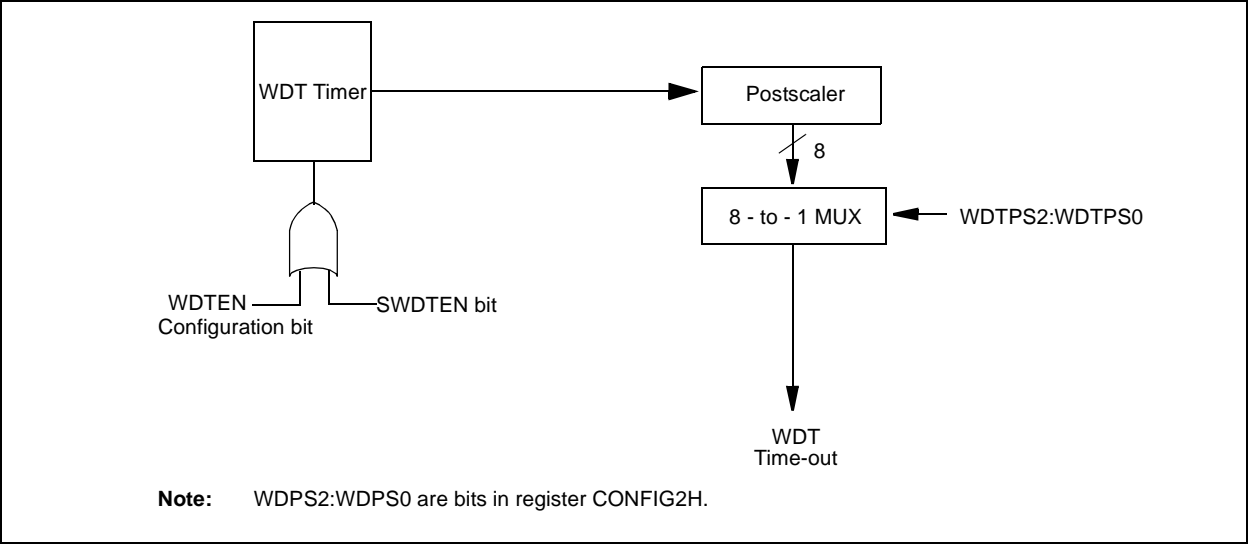 WDT Timer
Postscaler
8
8 - to - 1 MUX
WDTPS2:WDTPS0
WDTEN
Configuration bit
SWDTEN bit
WDT
Time-out
Note: WDPS2:WDPS0 are bits in register CONFIG2H.